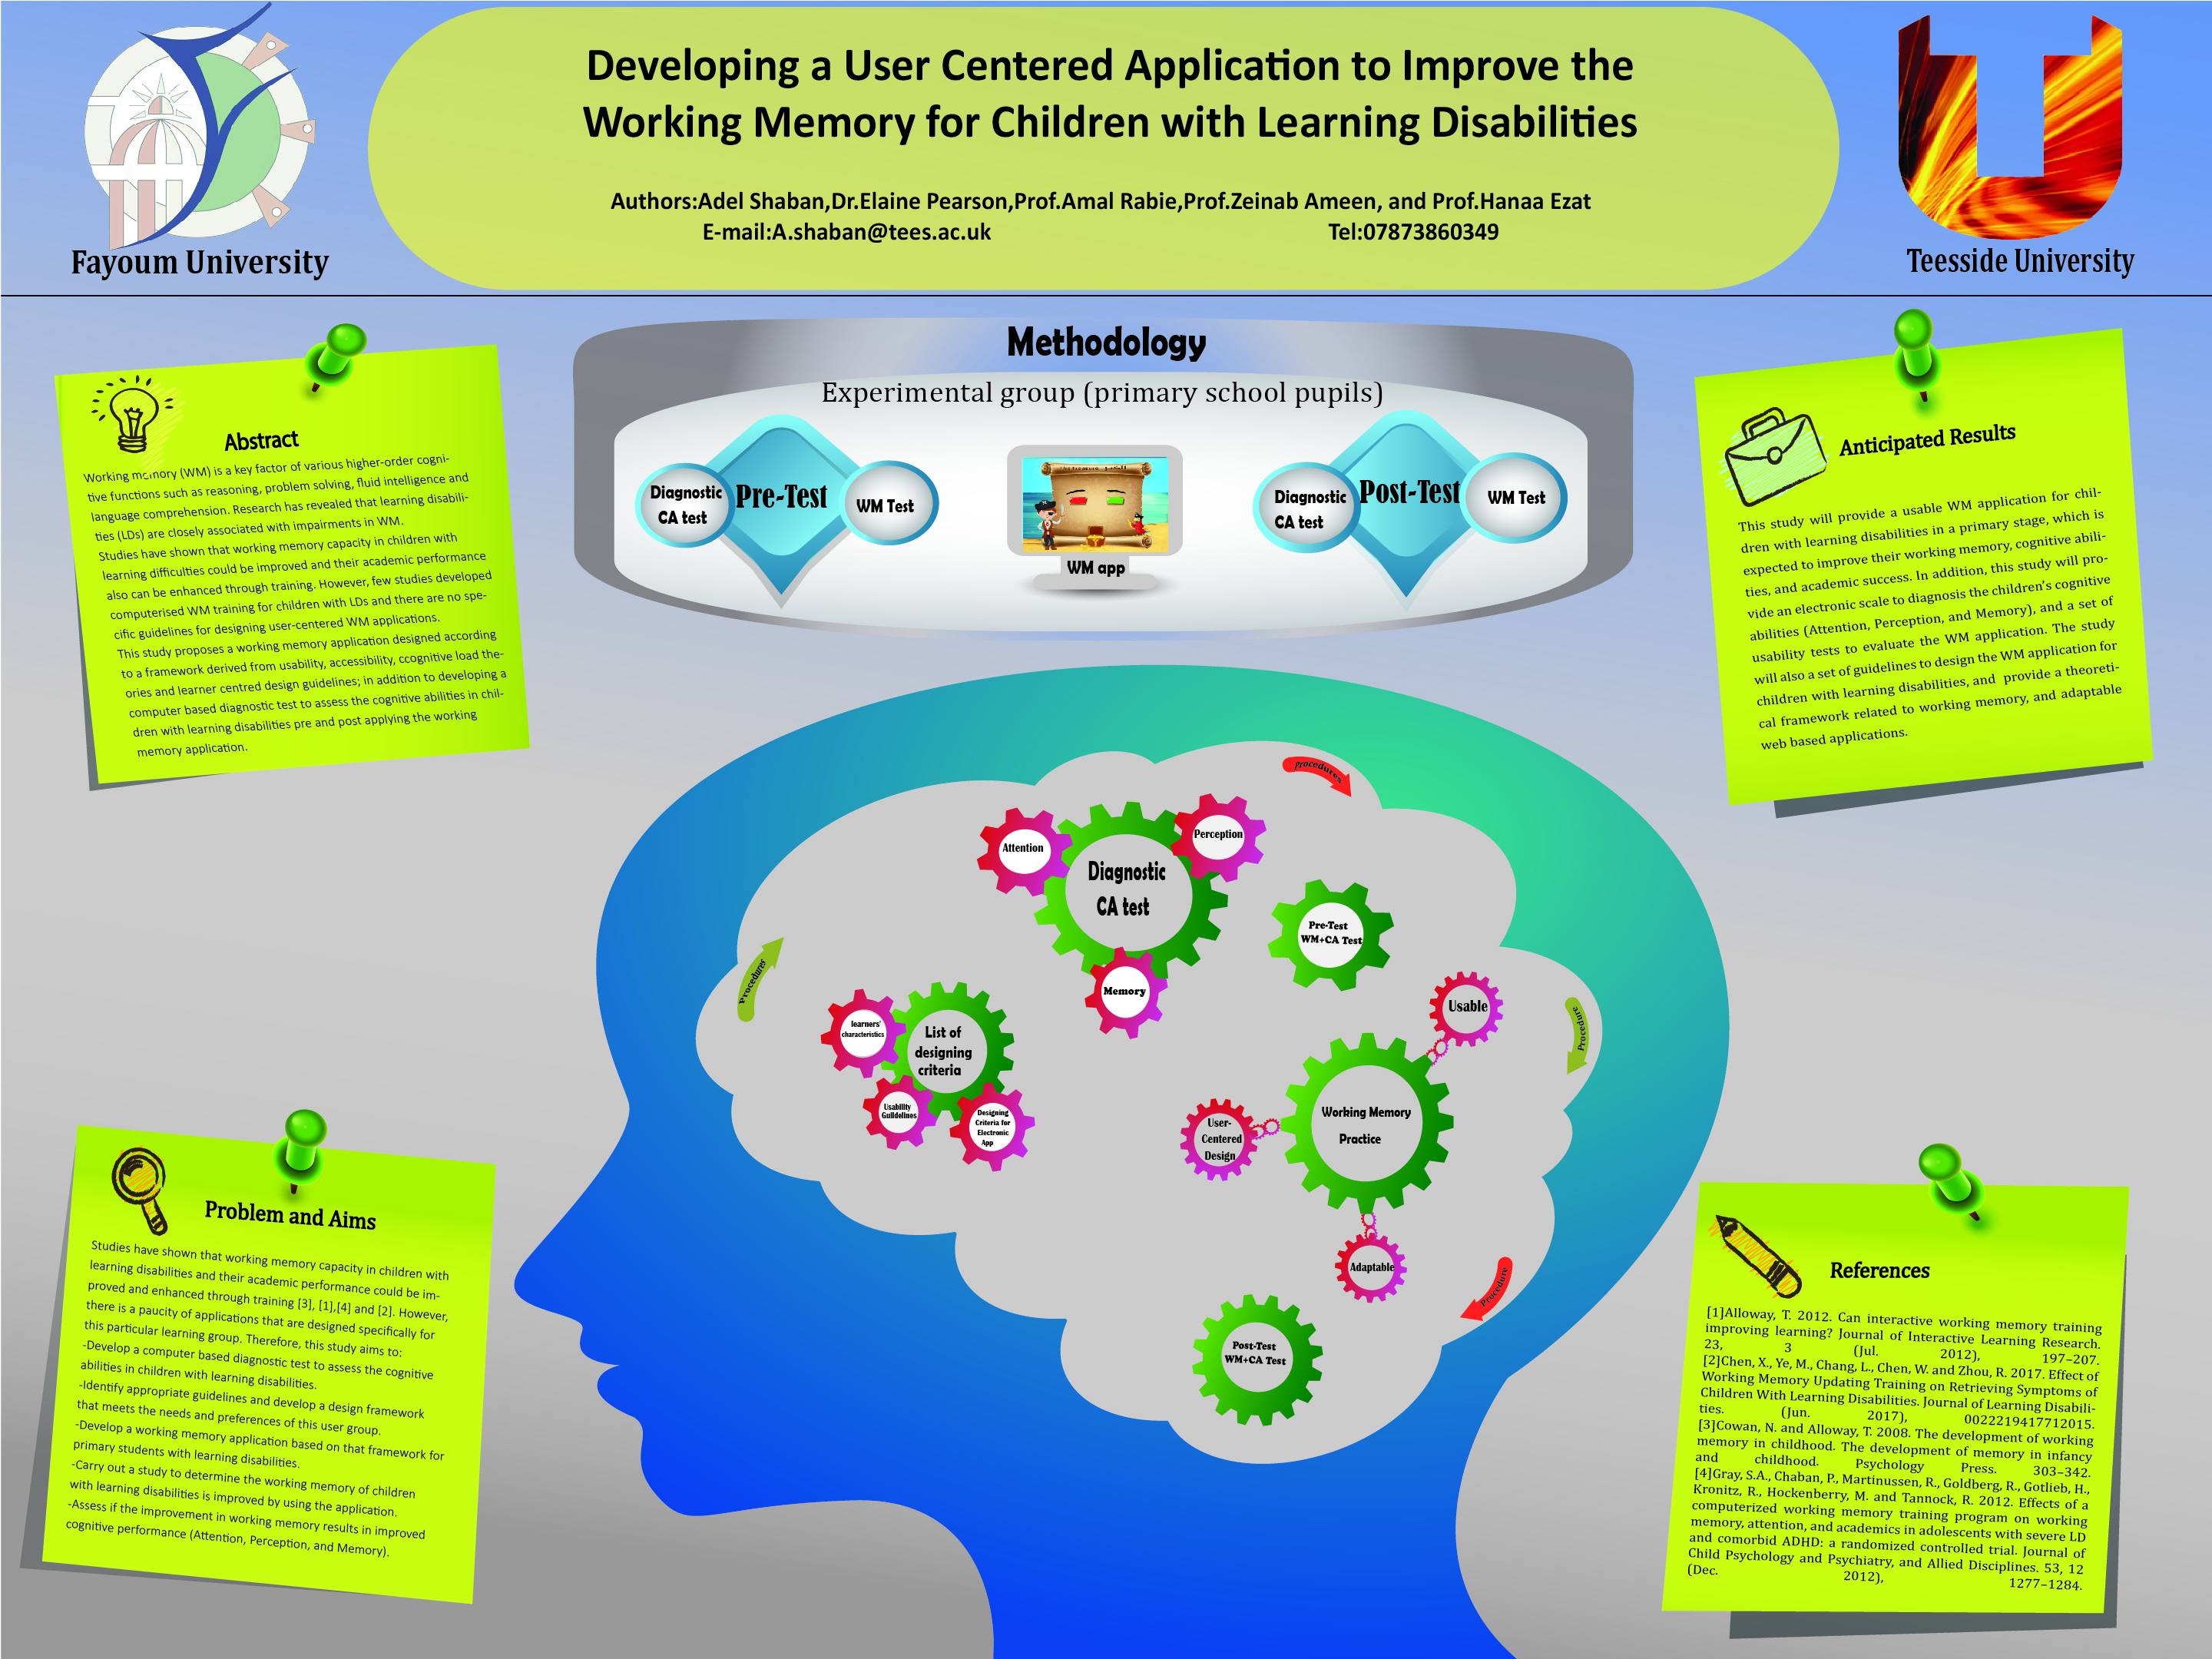 Developing a User Centered Application to Improve the
Working Memory for Children with Learning Disabilities
Authors:Adel Shaban,Dr.Elaine Pearson,Prof.Amal Rabie,Prof.Zeinab Ameen, and Prof.Hanaa Ezat
E-mail:A.shaban@tees.ac.uk Tel:07873860349
Fayoum University
Teesside University
Abstract
Working memory (WM) is a key factor of various higher-order cogni-
tive functions such as reasoning, problem solving, fluid intelligence and
language comprehension. Research has revealed that learning disabili-
ties (LDs) are closely associated with impairments in WM.
Studies have shown that working memory capacity in children with
learning difficulties could be improved and their academic performance
also can be enhanced through training. However, few studies developed
computerised WM training for children with LDs and there are no spe-
cific guidelines for designing user-centered WM applications.
This study proposes a working memory application designed according
to a framework derived from usability, accessibility, ccognitive load the-
ories and learner centred design guidelines; in addition to developing a
computer based diagnostic test to assess the cognitive abilities in chil-
dren with learning disabilities pre and post applying the working
memory application.
Methodology
Experimental group (primary school pupils)
Diagnostic
CA test
Pre-Test
WM Test
WM app
Diagnostic
CA test
Post-Test
WM Test
Anticipated Results
This study will provide a usable WM application for chil-
dren with learning disabilities in a primary stage, which is
expected to improve their working memory, cognitive abili-
ties, and academic success. In addition, this study will pro-
vide an electronic scale to diagnosis the children's cognitive
abilities (Attention, Perception, and Memory), and a set of
usability tests to evaluate the WM application. The study
will also a set of guidelines to design the WM application for
children with learning disabilities, and provide a theoreti-
cal framework related to working memory, and adaptable
web based applications.
Procedures
Attention
Perception
Diagnostic
CA test
Memory
Pre-Test
WM+CA Test
Procedures
learners'
characteristics
List of
designing
criteria
Usability
Guildelines
Designing
Criteria for
Electronic
App
Usable
Procedure
Working Memory
Practice
User-
Centered
Design
Adaptable
Procedure
Post-Test
WM+CA Test
Problem and Aims
Studies have shown that working memory capacity in children with
learning disabilities and their academic performance could be im-
proved and enhanced through training [3], [1],[4] and [2]. However,
there is a paucity of applications that are designed specifically for
this particular learning group. Therefore, this study aims to:
-Develop a computer based diagnostic test to assess the cognitive
abilities in children with learning disabilities.
-Identify appropriate guidelines and develop a design framework
that meets the needs and preferences of this user group.
-Develop a working memory application based on that framework for
primary students with learning disabilities.
-Carry out a study to determine the working memory of children
with learning disabilities is improved by using the application.
-Assess if the improvement in working memory results in improved
cognitive performance (Attention, Perception, and Memory).
References
[1]Alloway, T. 2012. Can interactive working memory training
improving learning? Journal of Interactive Learning Research.
23, 3 (Jul. 2012), 197–207.
[2]Chen, X., Ye, M., Chang, L., Chen, W. and Zhou, R. 2017. Effect of
Working Memory Updating Training on Retrieving Symptoms of
Children With Learning Disabilities. Journal of Learning Disabili-
ties. (Jun. 2017), 0022219417712015.
[3]Cowan, N. and Alloway, T. 2008. The development of working
memory in childhood. The development of memory in infancy
and childhood. Psychology Press. 303–342.
[4]Gray, S.A., Chaban, P., Martinussen, R., Goldberg, R., Gotlieb, H.,
Kronitz, R., Hockenberry, M. and Tannock, R. 2012. Effects of a
computerized working memory training program on working
memory, attention, and academics in adolescents with severe LD
and comorbid ADHD: a randomized controlled trial. Journal of
Child Psychology and Psychiatry, and Allied Disciplines. 53, 12
(Dec. 2012), 1277–1284.